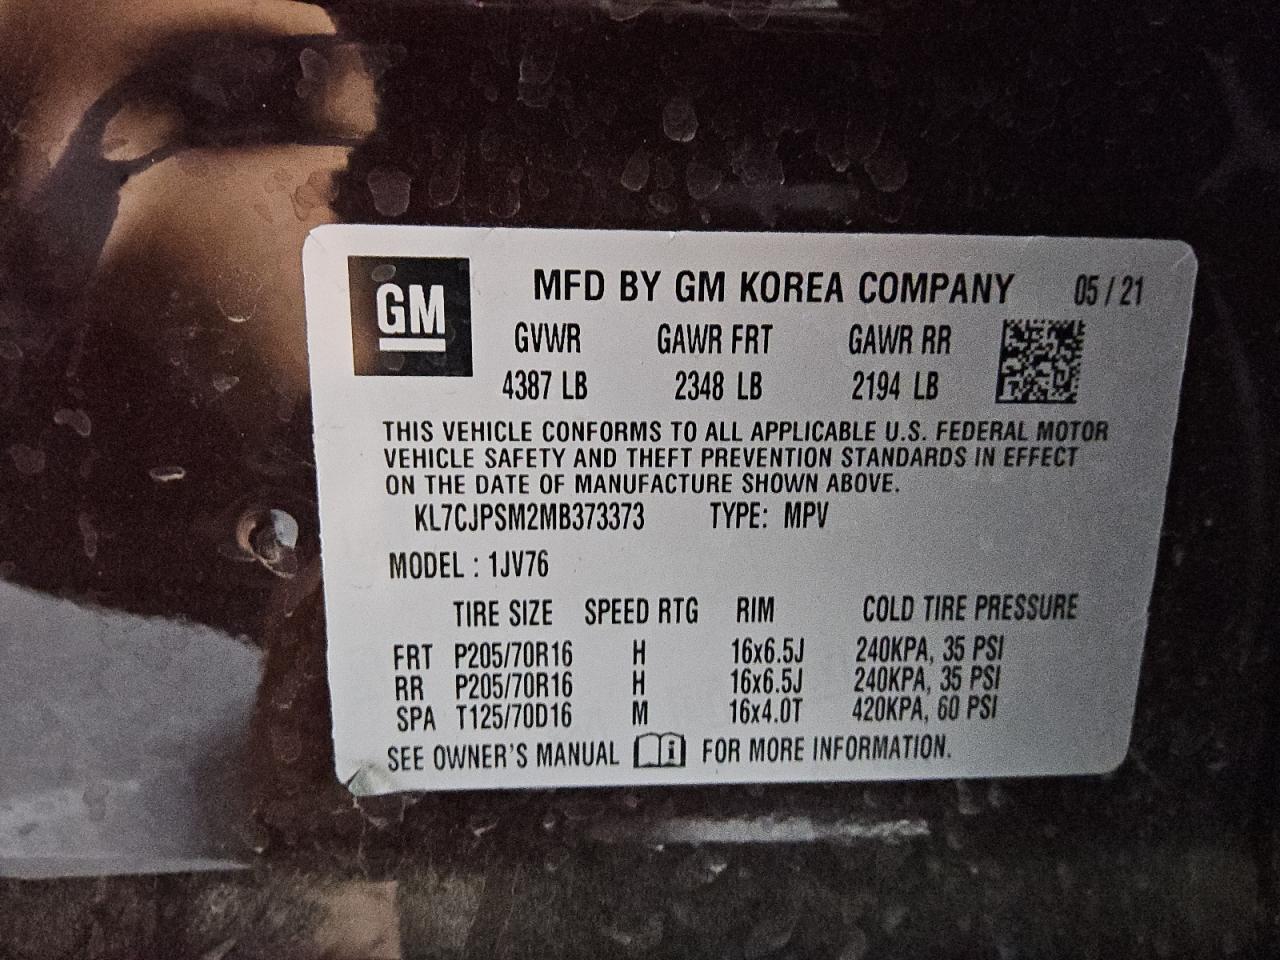 GM
MFD BY GM KOREA COMPANY 05 / 21
GVWR GAWR FRT GAWR RR
4387 LB 2348 LB 2194 LB
THIS VEHICLE CONFORMS TO ALL APPLICABLE U.S. FEDERAL MOTOR
VEHICLE SAFETY AND THEFT PREVENTION STANDARDS IN EFFECT
ON THE DATE OF MANUFACTURE SHOWN ABOVE.
KL7CJPSM2MB373373 TYPE: MPV
MODEL : 1JV76
TIRE SIZE SPEED RTG RIM COLD TIRE PRESSURE
FRT P205/70R16 H 16x6.5J 240KPA, 35 PSI
RR P205/70R16 H 16x6.5J 240KPA, 35 PSI
SPA T125/70D16 M 16x4.0T 420KPA, 60 PSI
SEE OWNER'S MANUAL i FOR MORE INFORMATION.